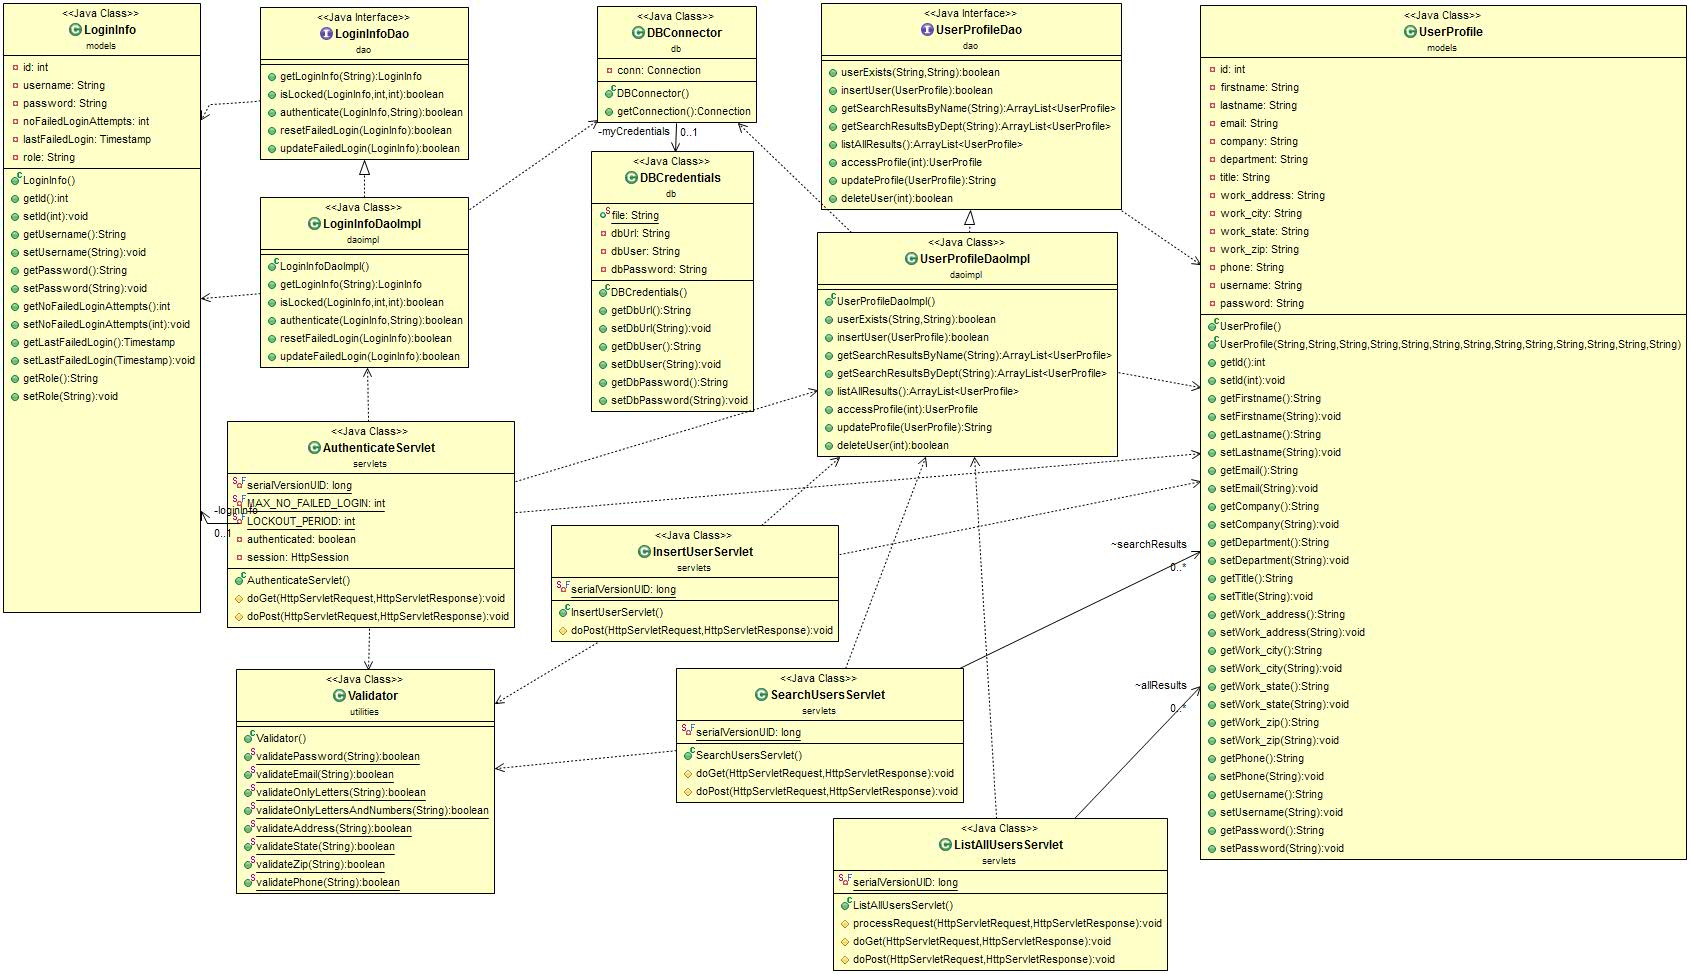 <<Java Class>>
LoginInfo
models
id: int
username: String
password: String
noFailedLoginAttempts: int
lastFailedLogin: Timestamp
role: String
LoginInfo()
getId():int
setId(int):void
getUsername():String
setUsername(String):void
getPassword():String
setPassword(String):void
getNoFailedLoginAttempts():int
setNoFailedLoginAttempts(int):void
getLastFailedLogin():Timestamp
setLastFailedLogin(Timestamp):void
getRole():String
setRole(String):void
<<Java Interface>>
LoginInfoDao
dao
getLoginInfo(String):LoginInfo
isLocked(LoginInfo,int,int):boolean
authenticate(LoginInfo,String):boolean
resetFailedLogin(LoginInfo):boolean
updateFailedLogin(LoginInfo):boolean
<<Java Class>>
LoginInfoDaoImpl
daoimpl
LoginInfoDaoImpl()
getLoginInfo(String):LoginInfo
isLocked(LoginInfo,int,int):boolean
authenticate(LoginInfo,String):boolean
resetFailedLogin(LoginInfo):boolean
updateFailedLogin(LoginInfo):boolean
<<Java Class>>
AuthenticateServlet
servlets
serialVersionUID: long
MAX_NO_FAILED_LOGIN: int
LOCKOUT_PERIOD: int
authenticated: boolean
session: HttpSession
AuthenticateServlet()
doGet(HttpServletRequest,HttpServletResponse):void
doPost(HttpServletRequest,HttpServletResponse):void
-loginInfo
0..1
<<Java Class>>
Validator
utilities
Validator()
validatePassword(String):boolean
validateEmail(String):boolean
validateOnlyLetters(String):boolean
validateOnlyLettersAndNumbers(String):boolean
validateAddress(String):boolean
validateState(String):boolean
validateZip(String):boolean
validatePhone(String):boolean
<<Java Class>>
DBConnector
db
conn: Connection
DBConnector()
getConnection():Connection
-myCredentials
0..1
<<Java Class>>
DBCredentials
db
file: String
dbUrl: String
dbUser: String
dbPassword: String
DBCredentials()
getDbUrl():String
setDbUrl(String):void
getDbUser():String
setDbUser(String):void
getDbPassword():String
setDbPassword(String):void
<<Java Class>>
InsertUserServlet
servlets
serialVersionUID: long
InsertUserServlet()
doPost(HttpServletRequest,HttpServletResponse):void
<<Java Class>>
SearchUsersServlet
servlets
serialVersionUID: long
SearchUsersServlet()
doGet(HttpServletRequest,HttpServletResponse):void
doPost(HttpServletRequest,HttpServletResponse):void
<<Java Interface>>
UserProfileDao
dao
userExists(String,String):boolean
insertUser(UserProfile):boolean
getSearchResultsByName(String):ArrayList<UserProfile>
getSearchResultsByDept(String):ArrayList<UserProfile>
listAllResults():ArrayList<UserProfile>
accessProfile(int):UserProfile
updateProfile(UserProfile):String
deleteUser(int):boolean
<<Java Class>>
UserProfileDaoImpl
daoimpl
UserProfileDaoImpl()
userExists(String,String):boolean
insertUser(UserProfile):boolean
getSearchResultsByName(String):ArrayList<UserProfile>
getSearchResultsByDept(String):ArrayList<UserProfile>
listAllResults():ArrayList<UserProfile>
accessProfile(int):UserProfile
updateProfile(UserProfile):String
deleteUser(int):boolean
~searchResults
0..*
~allResults
0..*
<<Java Class>>
ListAllUsersServlet
servlets
serialVersionUID: long
ListAllUsersServlet()
processRequest(HttpServletRequest,HttpServletResponse):void
doGet(HttpServletRequest,HttpServletResponse):void
doPost(HttpServletRequest,HttpServletResponse):void
<<Java Class>>
UserProfile
models
id: int
firstname: String
lastname: String
email: String
company: String
department: String
title: String
work_address: String
work_city: String
work_state: String
work_zip: String
phone: String
username: String
password: String
UserProfile()
UserProfile(String,String,String,String,String,String,String,String,String,String,String,String,String)
getId():int
setId(int):void
getFirstname():String
setFirstname(String):void
getLastname():String
setLastname(String):void
getEmail():String
setEmail(String):void
getCompany():String
setCompany(String):void
getDepartment():String
setDepartment(String):void
getTitle():String
setTitle(String):void
getWork_address():String
setWork_address(String):void
getWork_city():String
setWork_city(String):void
getWork_state():String
setWork_state(String):void
getWork_zip():String
setWork_zip(String):void
getPhone():String
setPhone(String):void
getUsername():String
setUsername(String):void
getPassword():String
setPassword(String):void